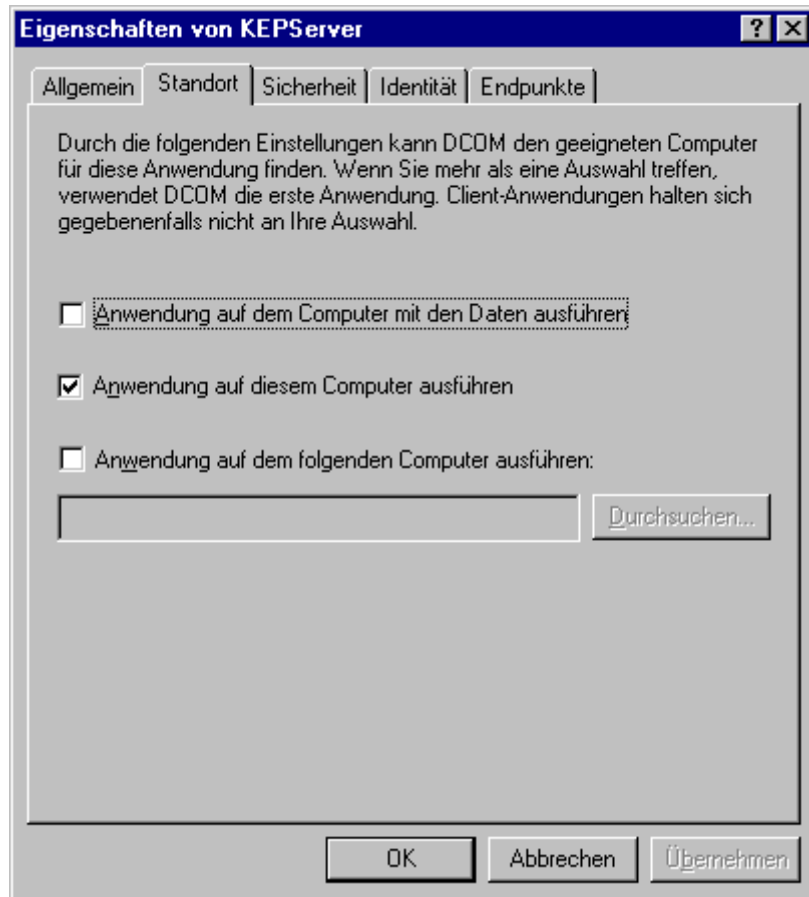 Eigenschaften von KEPServer
Allgemein Standort Sicherheit Identität Endpunkte
Durch die folgenden Einstellungen kann DCOM den geeigneten Computer
für diese Anwendung finden. Wenn Sie mehr als eine Auswahl treffen,
verwendet DCOM die erste Anwendung. Client-Anwendungen halten sich
gegebenenfalls nicht an Ihre Auswahl.
Anwendung auf dem Computer mit den Daten ausführen
Anwendung auf diesem Computer ausführen
Anwendung auf dem folgenden Computer ausführen:
Durchsuchen...
OK Abbrechen Übernehmen